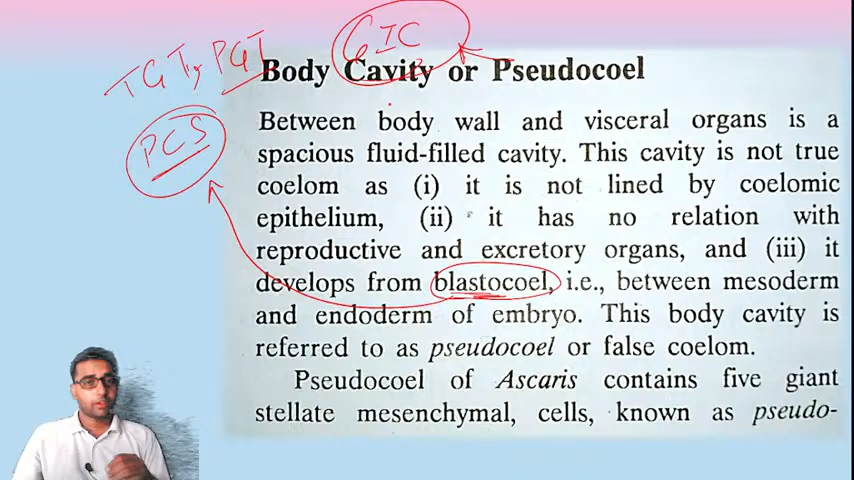 GIC
TGT, PGT
PCS
Body Cavity or Pseudocoel
Between body wall and visceral organs is a
spacious fluid-filled cavity. This cavity is not true
coelom as (i) it is not lined by coelomic
epithelium, (ii) it has no relation with
reproductive and excretory organs, and (iii) it
develops from blastocoel, i.e., between mesoderm
and endoderm of embryo. This body cavity is
referred to as pseudocoel or false coelom.
Pseudocoel of Ascaris contains five giant
stellate mesenchymal, cells, known as pseudo-